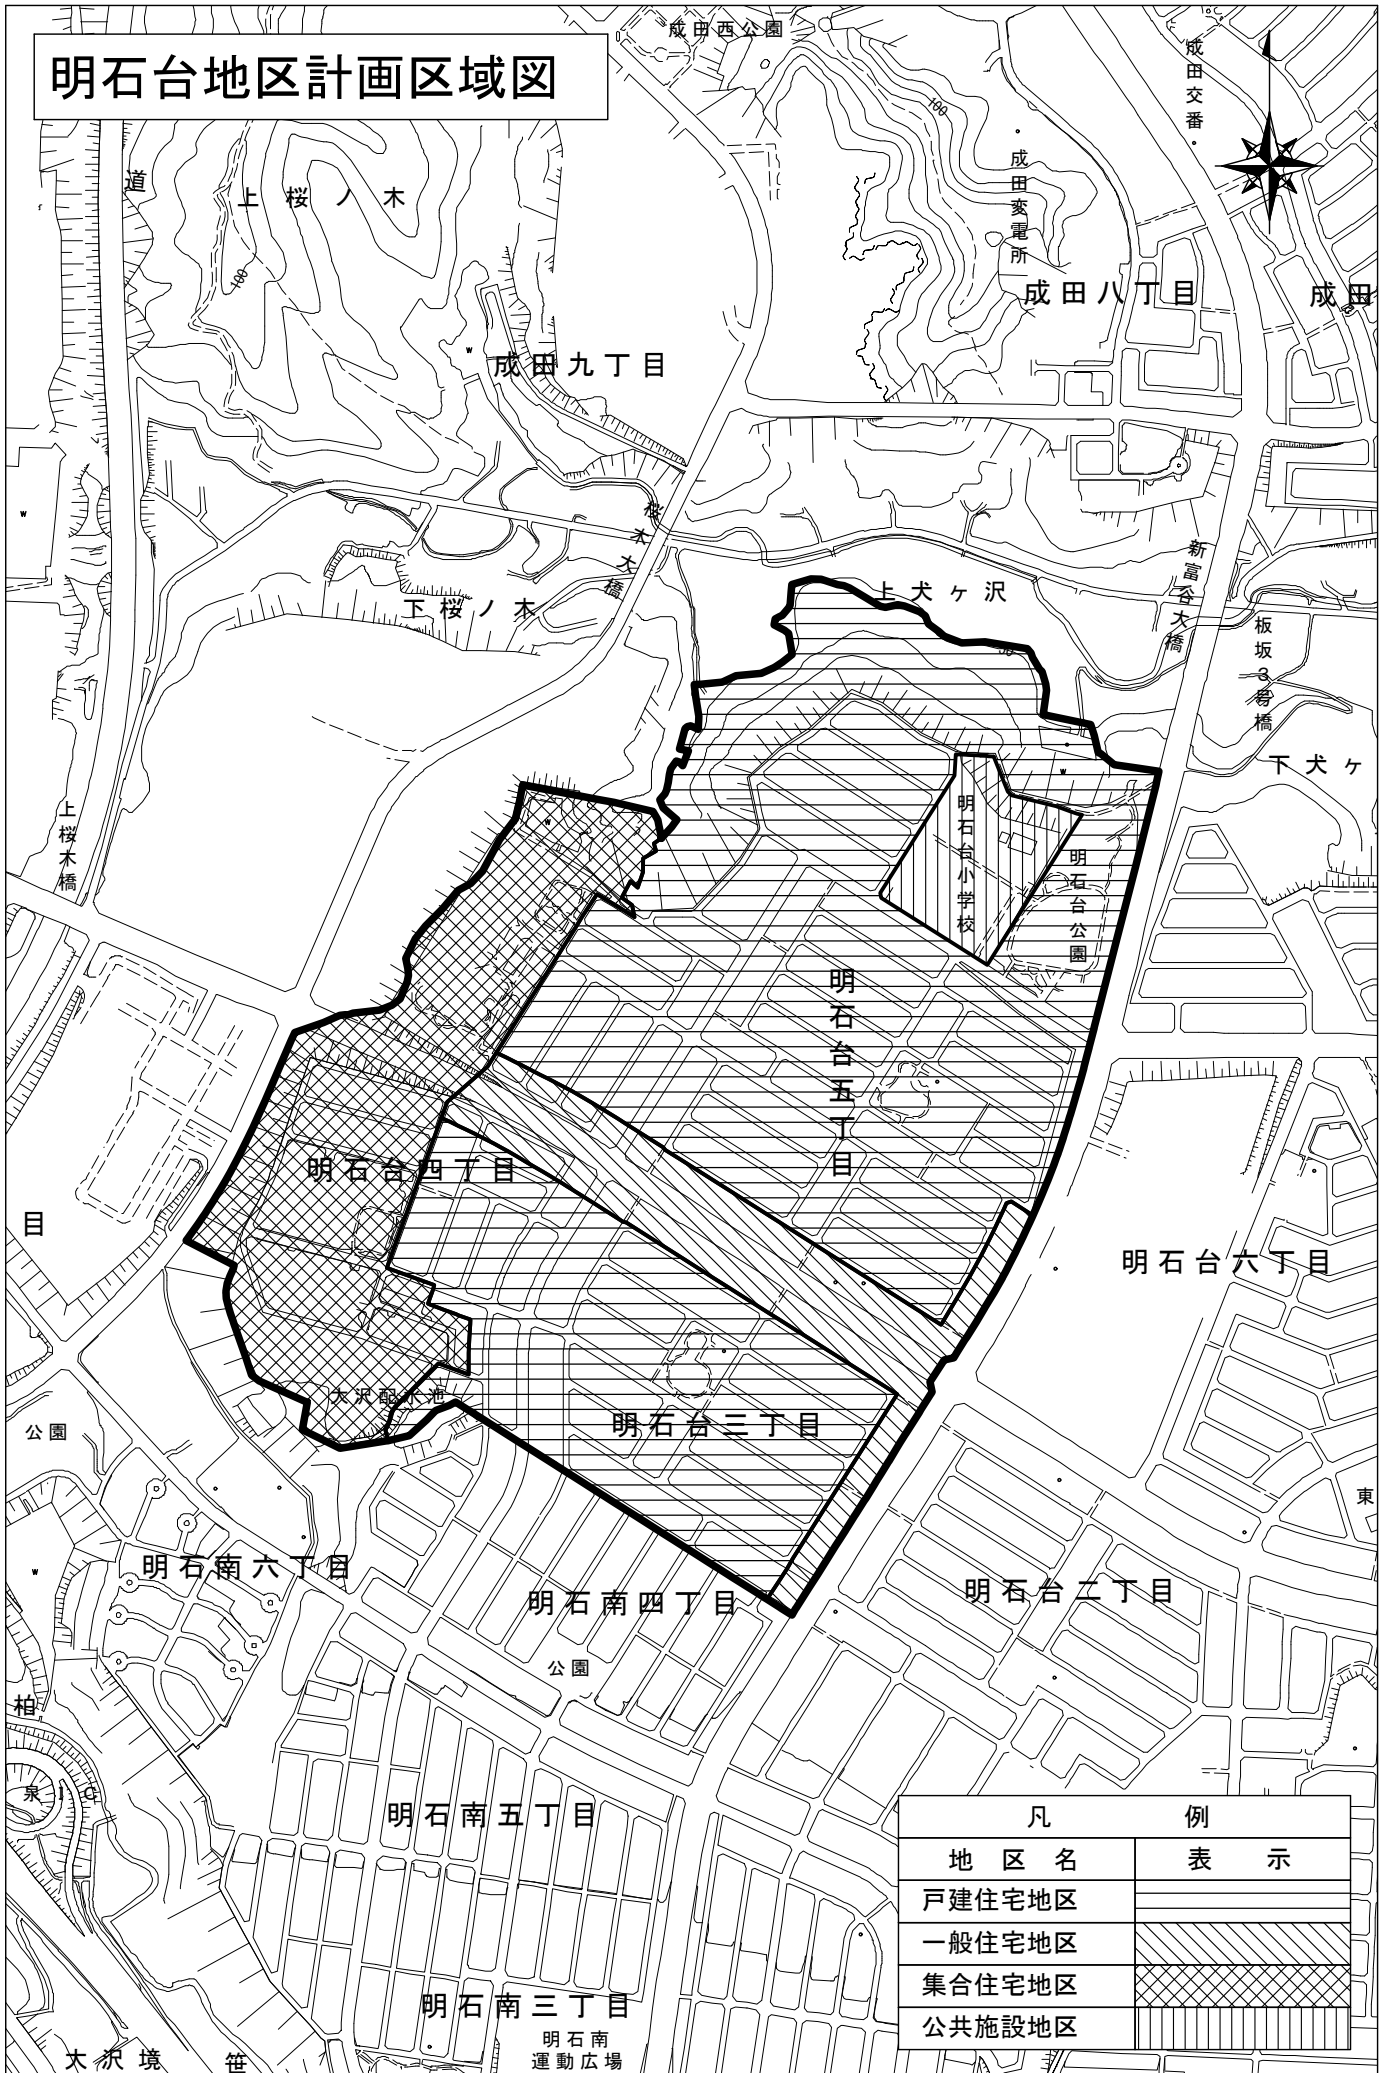 明石台地区計画区域図
成田西公園
成田交番
道
上桜ノ木
100
100
成田変電所
成田八丁目
成田
成田九丁目
桜木大橋
新富谷大橋
上犬ヶ沢
下桜ノ木
板坂3号橋
下犬ヶ
上桜木橋
明石台小学校
明石台公園
明石台五丁目
明石台四丁目
目
明石台六丁目
大沢配水池
公園
明石台三丁目
東
明石南六丁目
明石南四丁目
明石台二丁目
公園
柏
泉IC
明石南五丁目
明石南三丁目
明石南
運動広場
大沢境
笹
凡例
地区名 表示
戸建住宅地区
一般住宅地区
集合住宅地区
公共施設地区